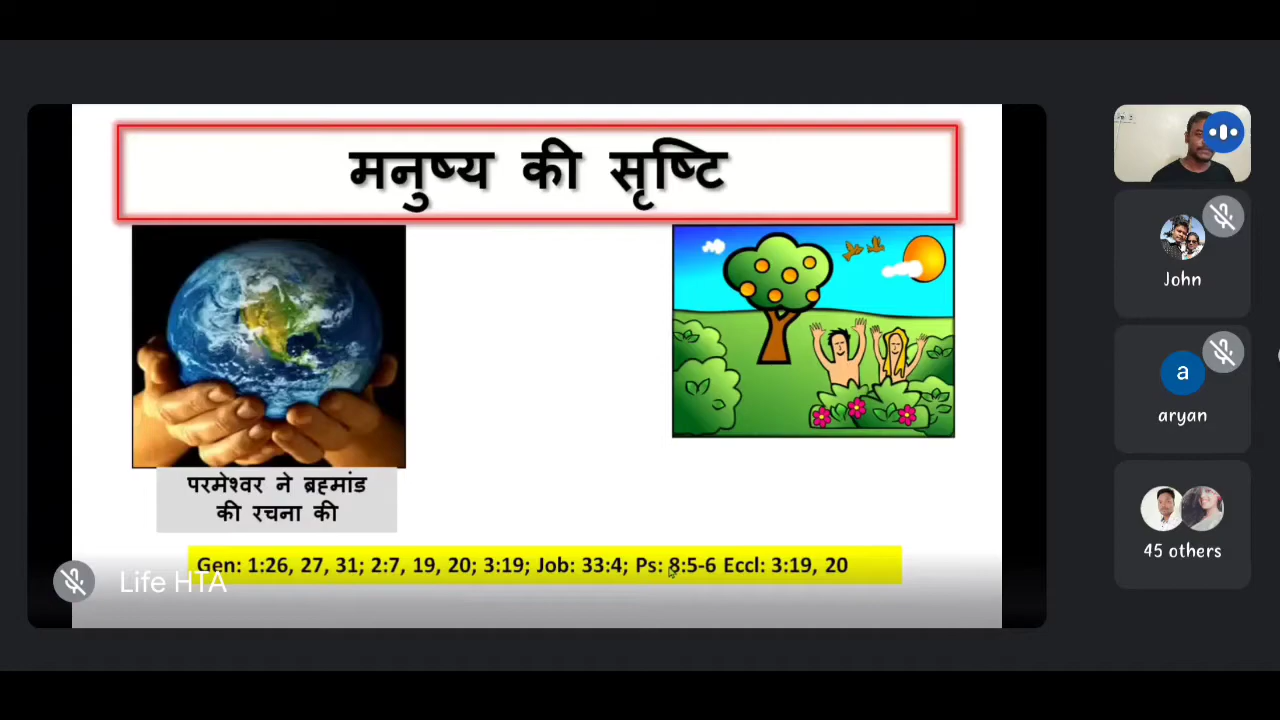 मनुष्य की सृष्टि
परमेश्वर ने ब्रह्मांड
की रचना की
Gen: 1:26, 27, 31; 2:7, 19, 20; 3:19; Job: 33:4; Ps: 8:5-6 Eccl: 3:19, 20
Life HTA
John
a
aryan
45 others